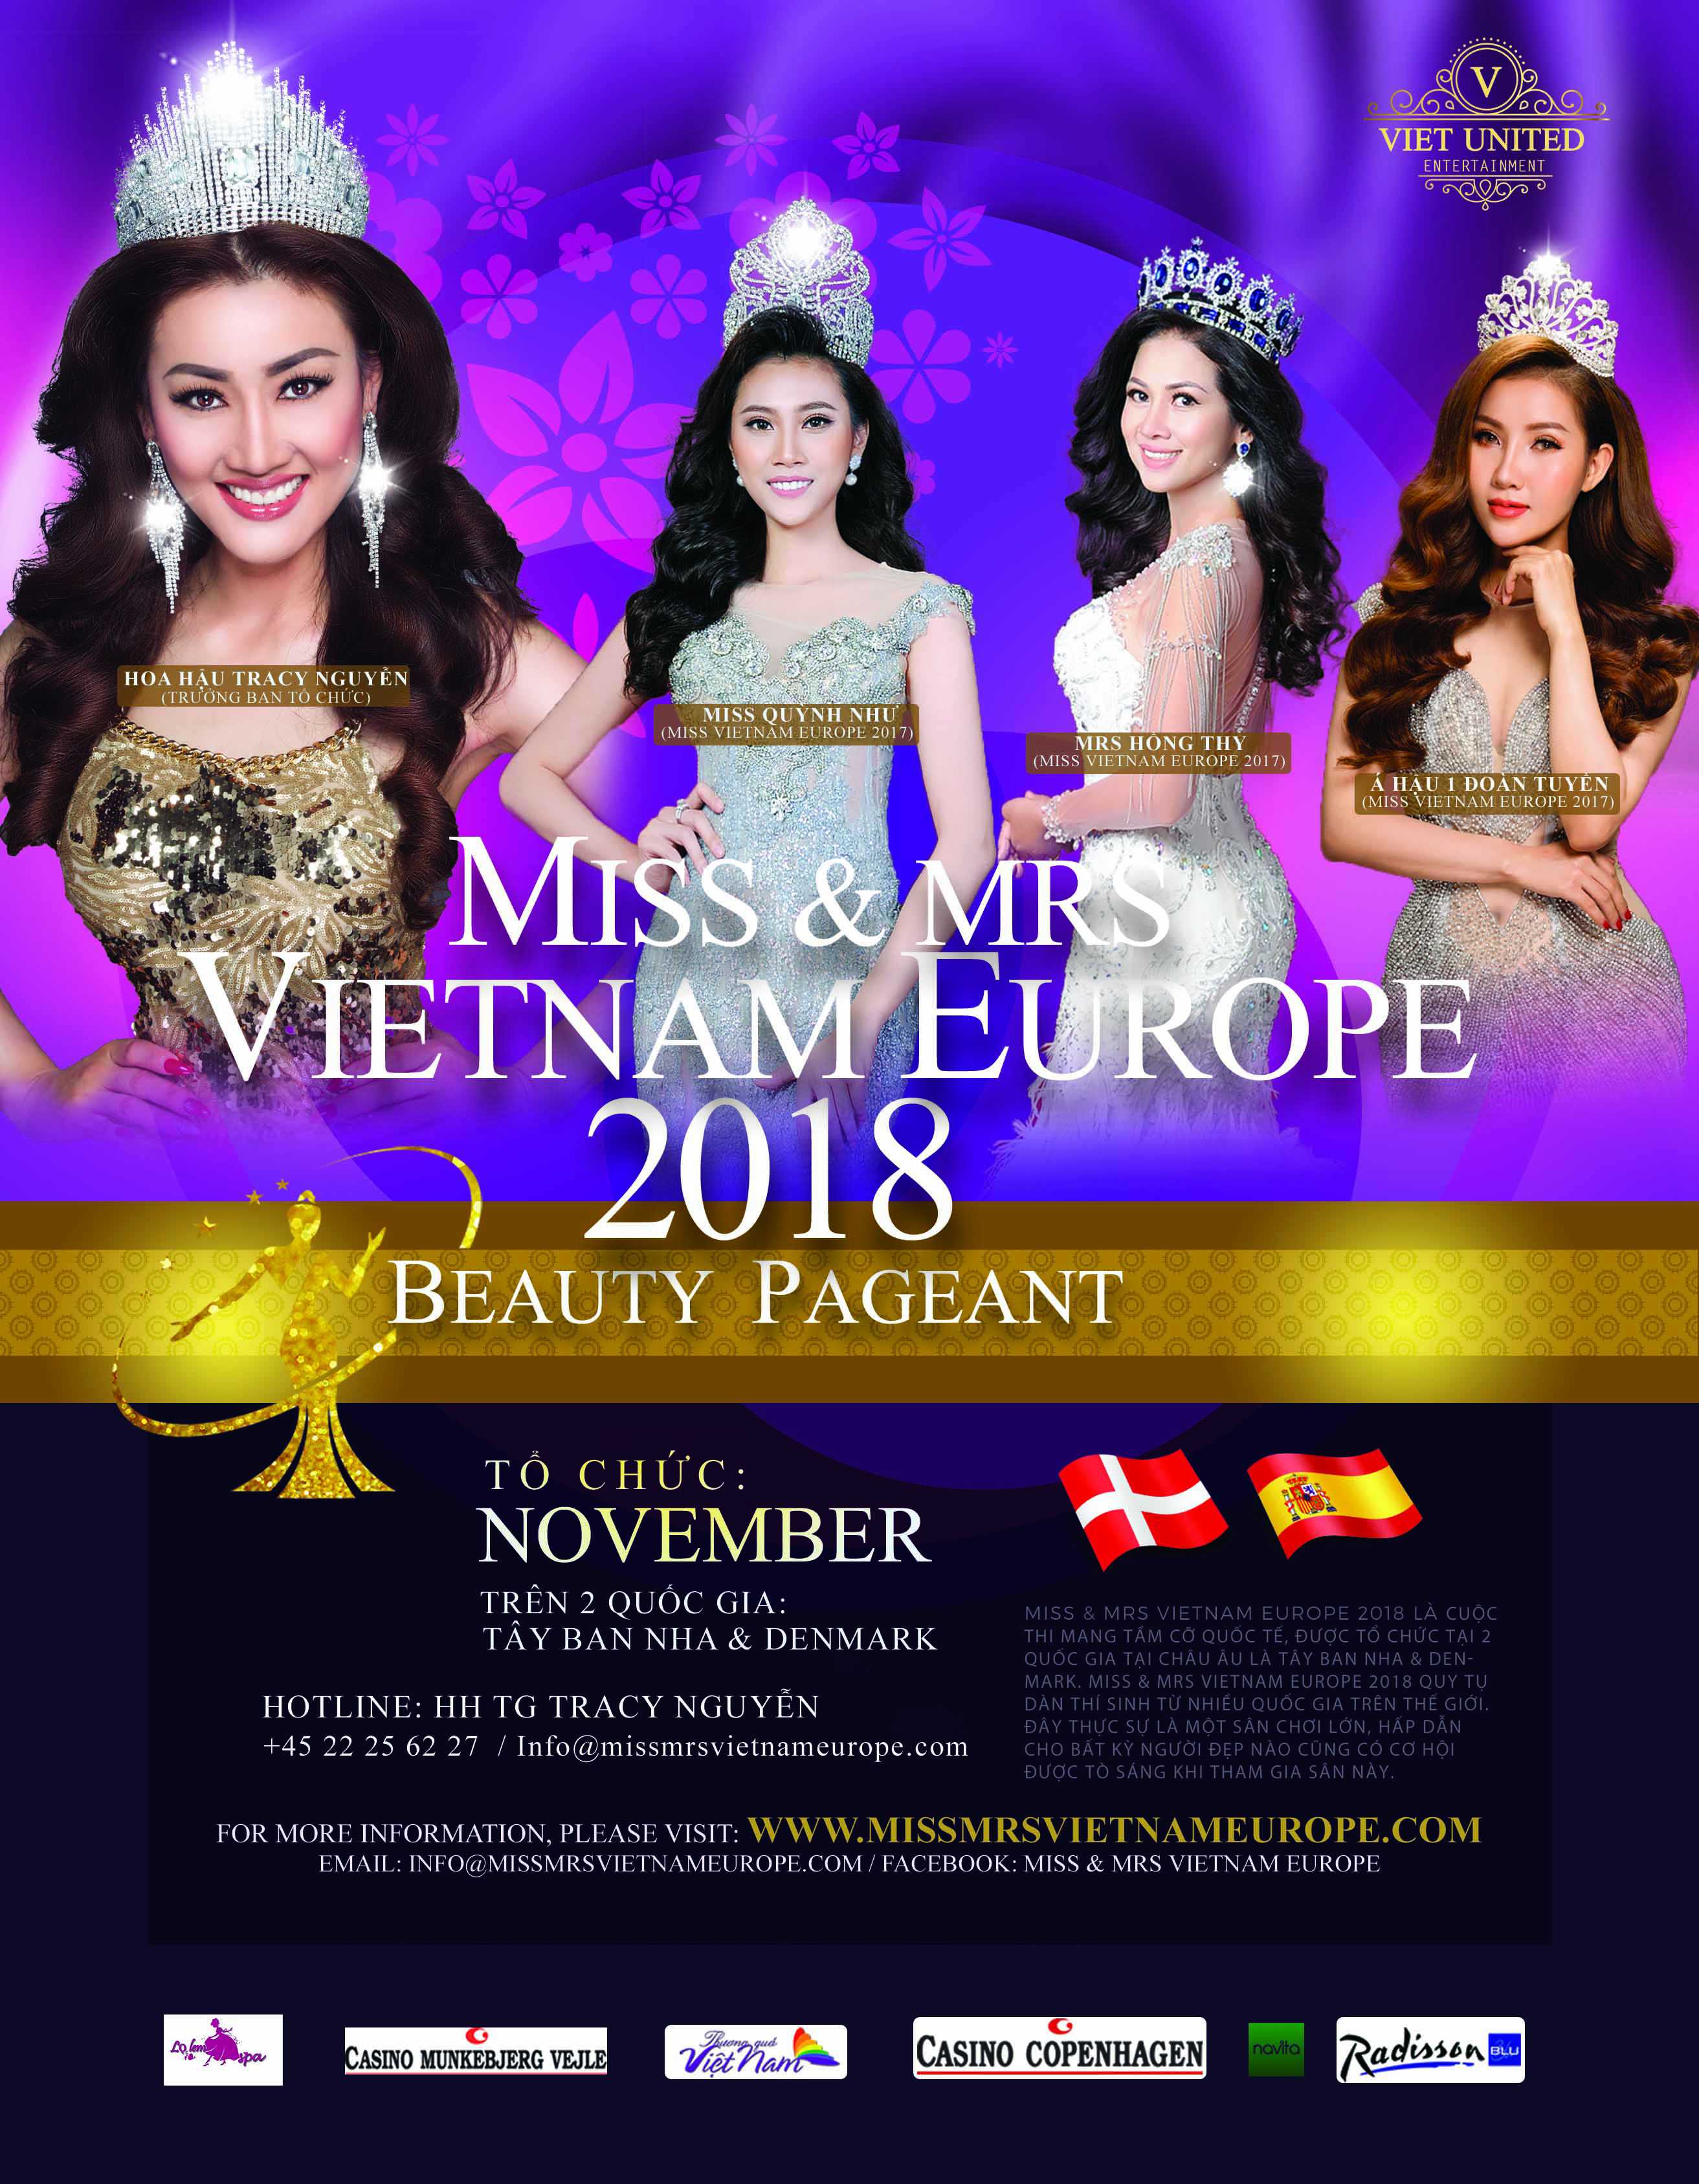 V
VIET UNITED
ENTERTAINMENT
HOA HẬU TRACY NGUYỄN
(TRƯỞNG BAN TỔ CHỨC)
MISS QUỲNH NHƯ
(MISS VIETNAM EUROPE 2017)
MRS HỒNG THY
(MISS VIETNAM EUROPE 2017)
Á HẬU 1 ĐOÀN TUYỀN
(MISS VIETNAM EUROPE 2017)
MISS & MRS
VIETNAM EUROPE
2018
BEAUTY PAGEANT
TỔ CHỨC:
NOVEMBER
TRÊN 2 QUỐC GIA:
TÂY BAN NHA & DENMARK
HOTLINE: HH TG TRACY NGUYỄN
+45 22 25 62 27 / Info@missmrsvietnameurope.com
MISS & MRS VIETNAM EUROPE 2018 LÀ CUỘC
THI MANG TẦM CỠ QUỐC TẾ, ĐƯỢC TỔ CHỨC TẠI 2
QUỐC GIA TẠI CHÂU ÂU LÀ TÂY BAN NHA & DEN-
MARK. MISS & MRS VIETNAM EUROPE 2018 QUY TỤ
DÀN THÍ SINH TỪ NHIỀU QUỐC GIA TRÊN THẾ GIỚI.
ĐÂY THỰC SỰ LÀ MỘT SÂN CHƠI LỚN, HẤP DẪN
CHO BẤT KỲ NGƯỜI ĐẸP NÀO CŨNG CÓ CƠ HỘI
ĐƯỢC TỎ SÁNG KHI THAM GIA SÂN NÀY.
FOR MORE INFORMATION, PLEASE VISIT: WWW.MISSMRSVIETNAMEUROPE.COM
EMAIL: INFO@MISSMRSVIETNAMEUROPE.COM / FACEBOOK: MISS & MRS VIETNAM EUROPE
Lọ lem spa
CASINO MUNKEBJERG VEJLE
Thương quá
Việt Nam
CASINO COPENHAGEN
navita
Radisson BLU